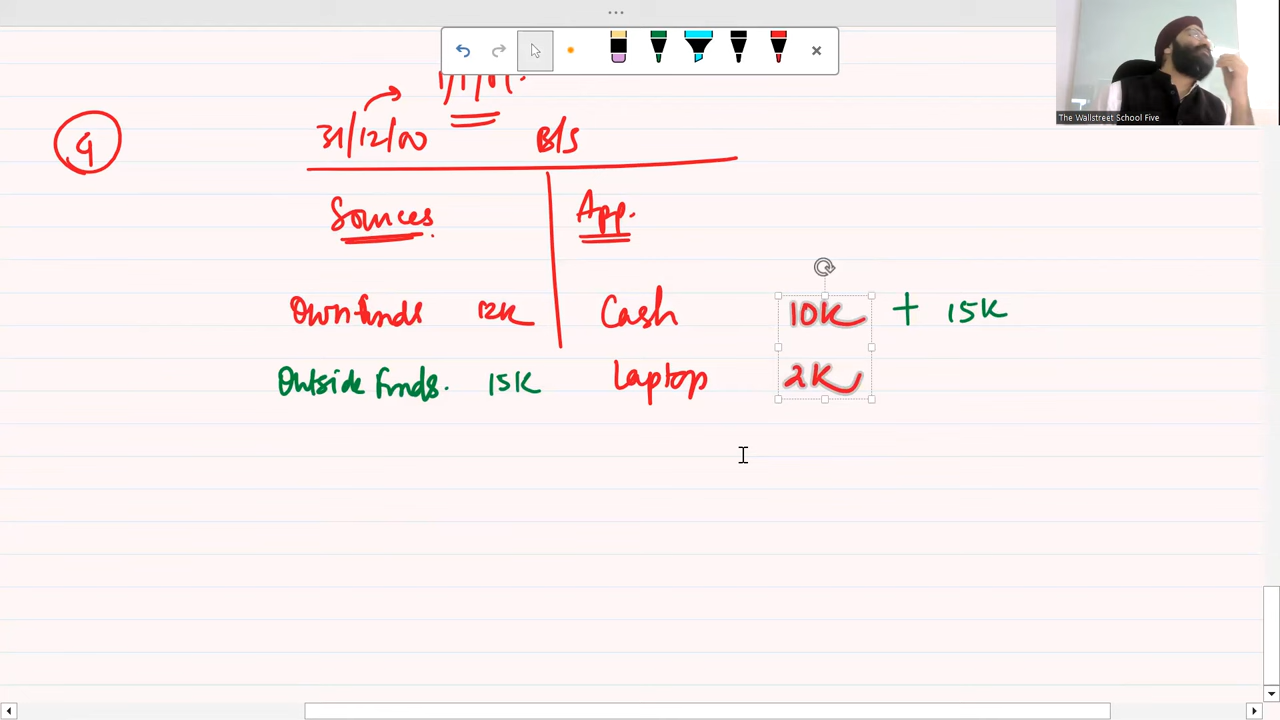 The Wallstreet School Five
31/12/00 B/S
9
Sources App.
Own funds 12K Cash 10K + 15K
Outside funds. 15K Laptop 2K